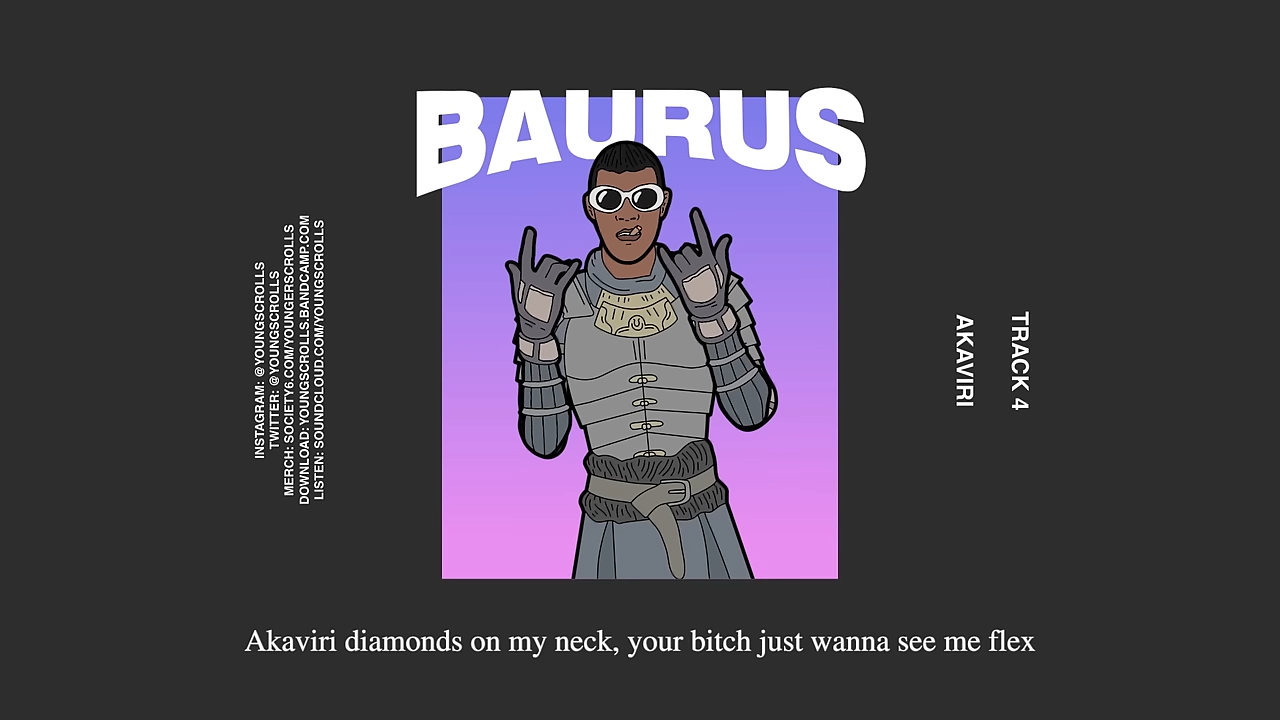 BAURUS
INSTAGRAM: @YOUNGSCROLLS
TWITTER: @YOUNGSCROLLS
MERCH: SOCIETY6.COM/YOUNGERSCROLLS
DOWNLOAD: YOUNGSCROLLS.BANDCAMP.COM
LISTEN: SOUNDCLOUD.COM/YOUNGSCROLLS
TRACK 4
AKAVIRI
Akaviri diamonds on my neck, your bitch just wanna see me flex